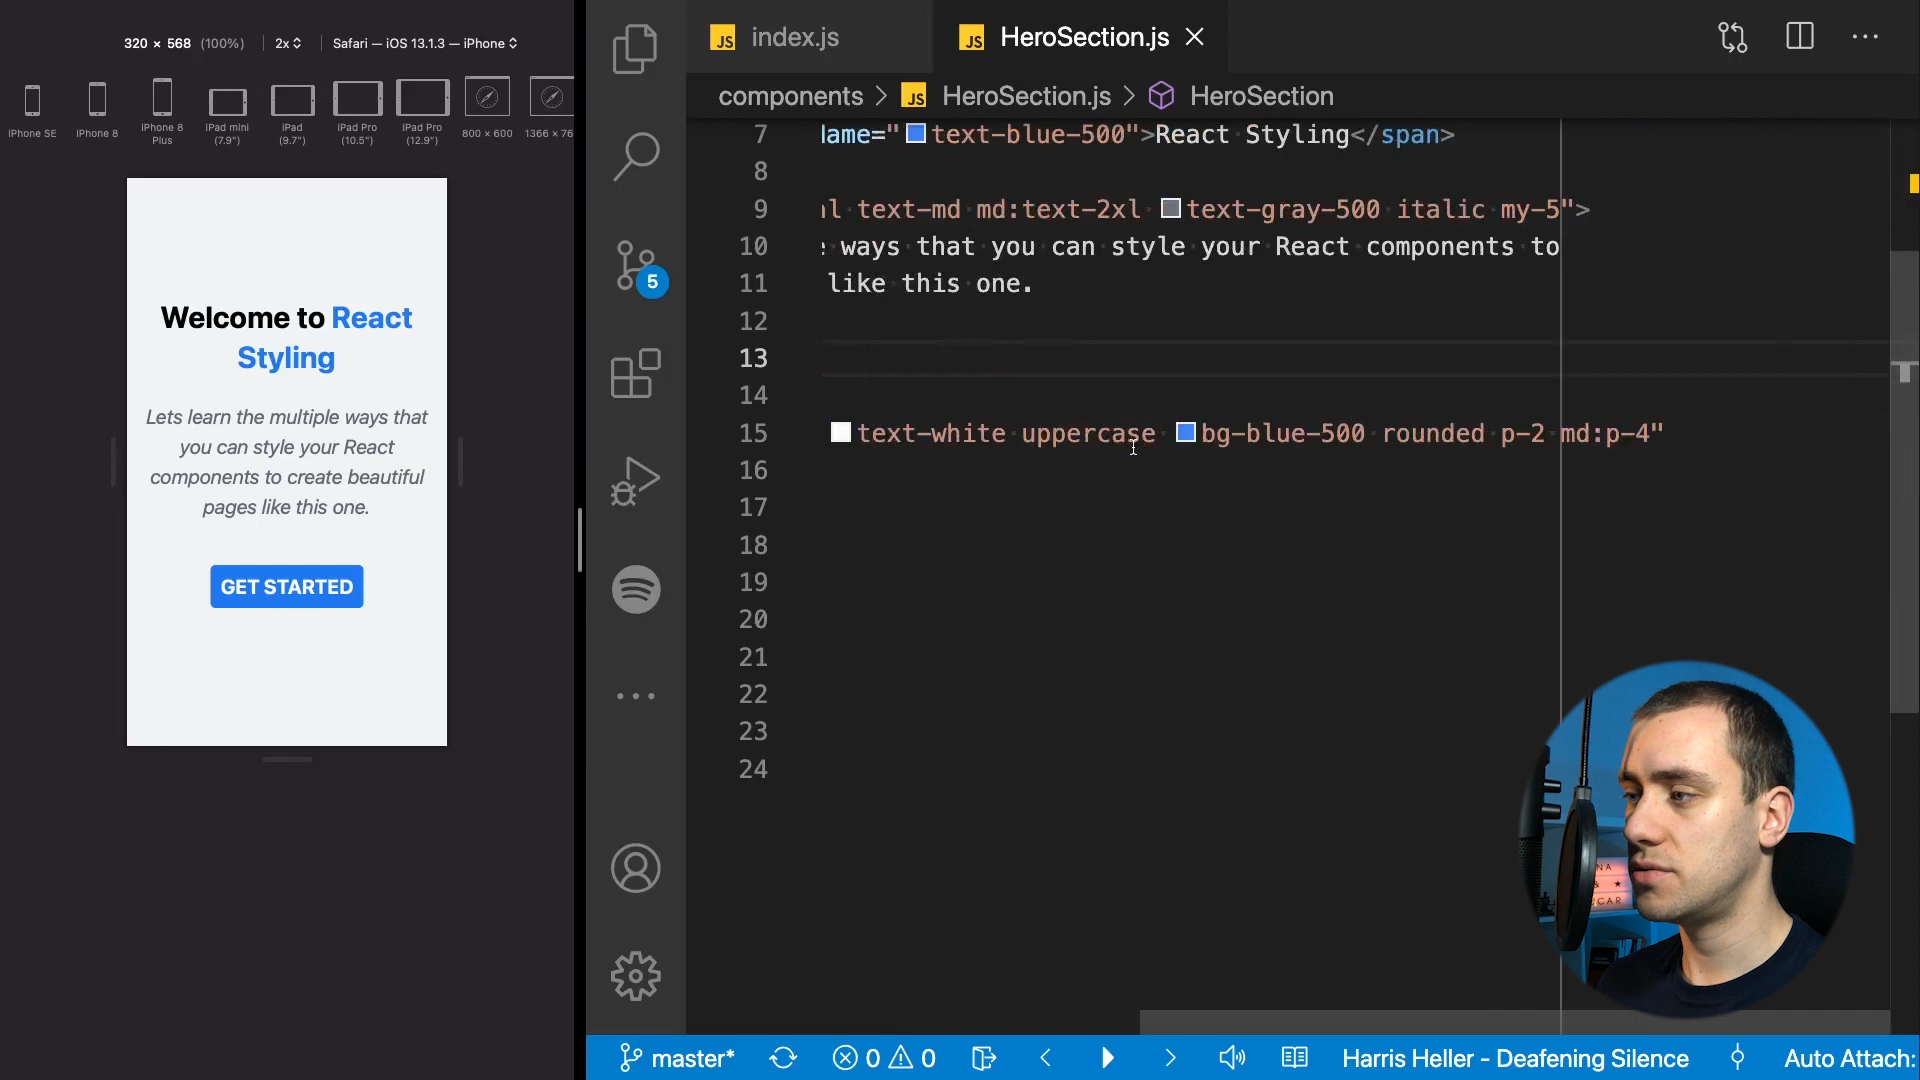 320 × 568 (100%) 2x Safari — iOS 13.1.3 — iPhone
iPhone SE
iPhone 8
iPhone 8
Plus
iPad mini
(7.9")
iPad
(9.7")
iPad Pro
(10.5")
iPad Pro
(12.9")
800 × 600
1366 × 76
Welcome to React
Styling
Lets learn the multiple ways that
you can style your React
components to create beautiful
pages like this one.
GET STARTED
5
JS index.js
JS HeroSection.js
components > JS HeroSection.js > HeroSection
7 lame="text-blue-500">React·Styling</span>
8
9 al·text-md·md:text-2xl·text-gray-500·italic·my-5">
10 ways·that·you·can·style·your·React·components·to
11 like·this·one.
12
13
14
15 text-white·uppercase·bg-blue-500·rounded·p-2·md:p-4"
16
17
18
19
20
21
22
23
24
master* 0 0 Harris Heller - Deafening Silence Auto Attach: